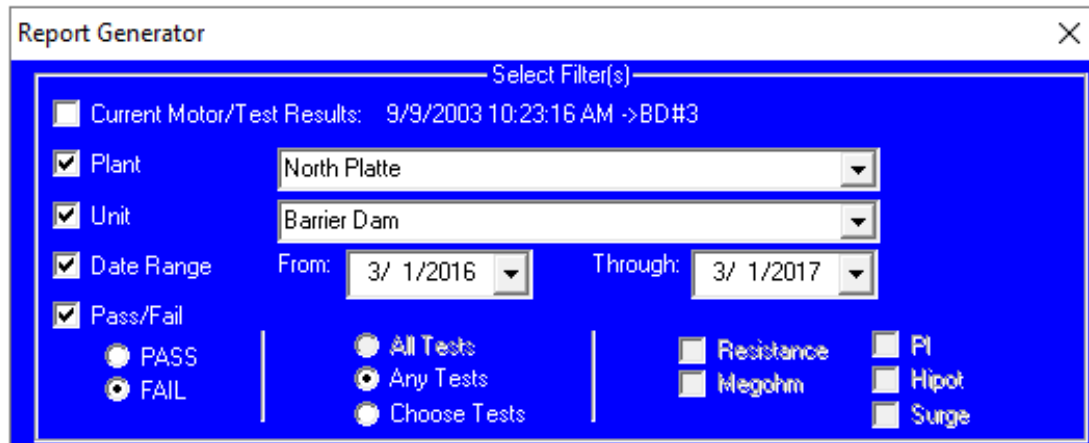 Report Generator
Select Filter(s)
Current Motor/Test Results: 9/9/2003 10:23:16 AM ->BD#3
Plant North Platte
Unit Barrier Dam
Date Range From: 3/ 1/2016 Through: 3/ 1/2017
Pass/Fail
PASS
FAIL
All Tests
Any Tests
Choose Tests
Resistance
Megohm
PI
Hipot
Surge